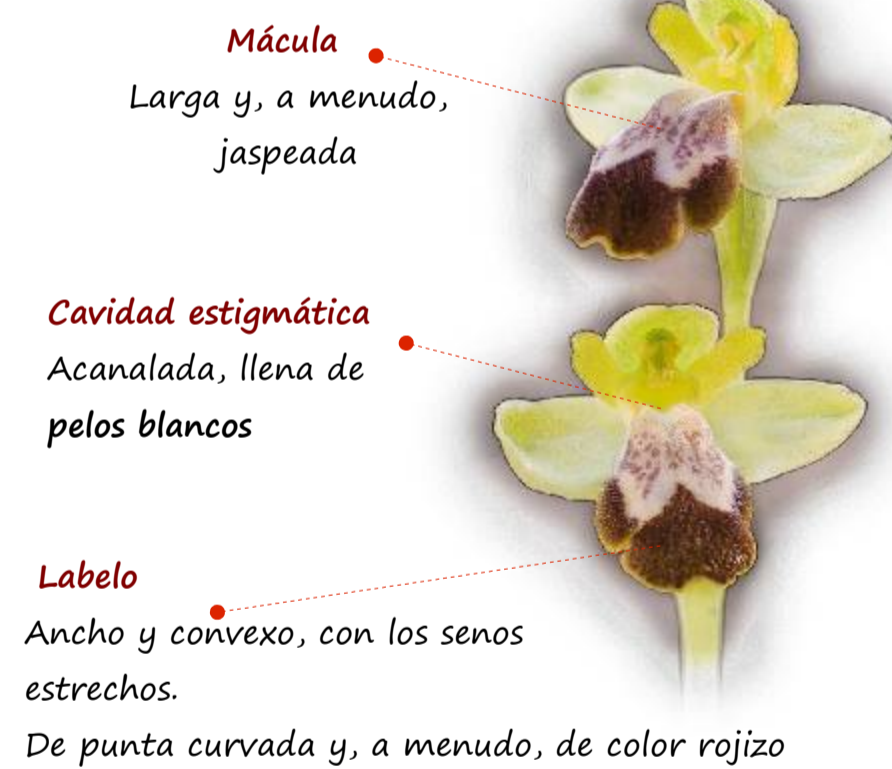 Mácula
Larga y, a menudo,
jaspeada
Cavidad estigmática
Acanalada, llena de
pelos blancos
Labelo
Ancho y convexo, con los senos
estrechos.
De punta curvada y, a menudo, de color rojizo